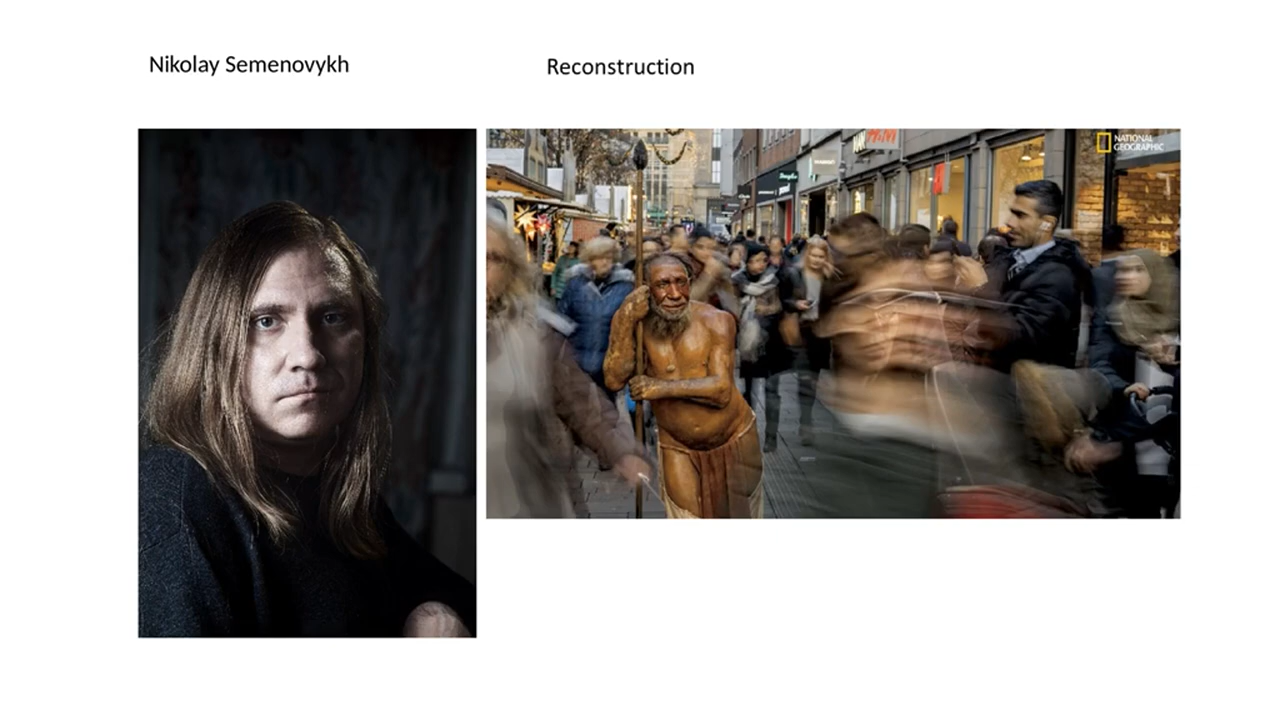 Nikolay Semenovykh
Reconstruction
NATIONAL
GEOGRAPHIC
H&M